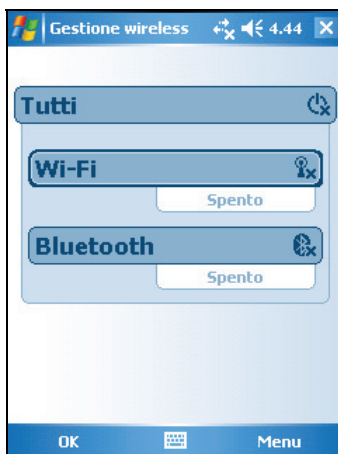 Gestione wireless 4.44
Tutti
Wi-Fi
Spento
Bluetooth
Spento
OK Menu